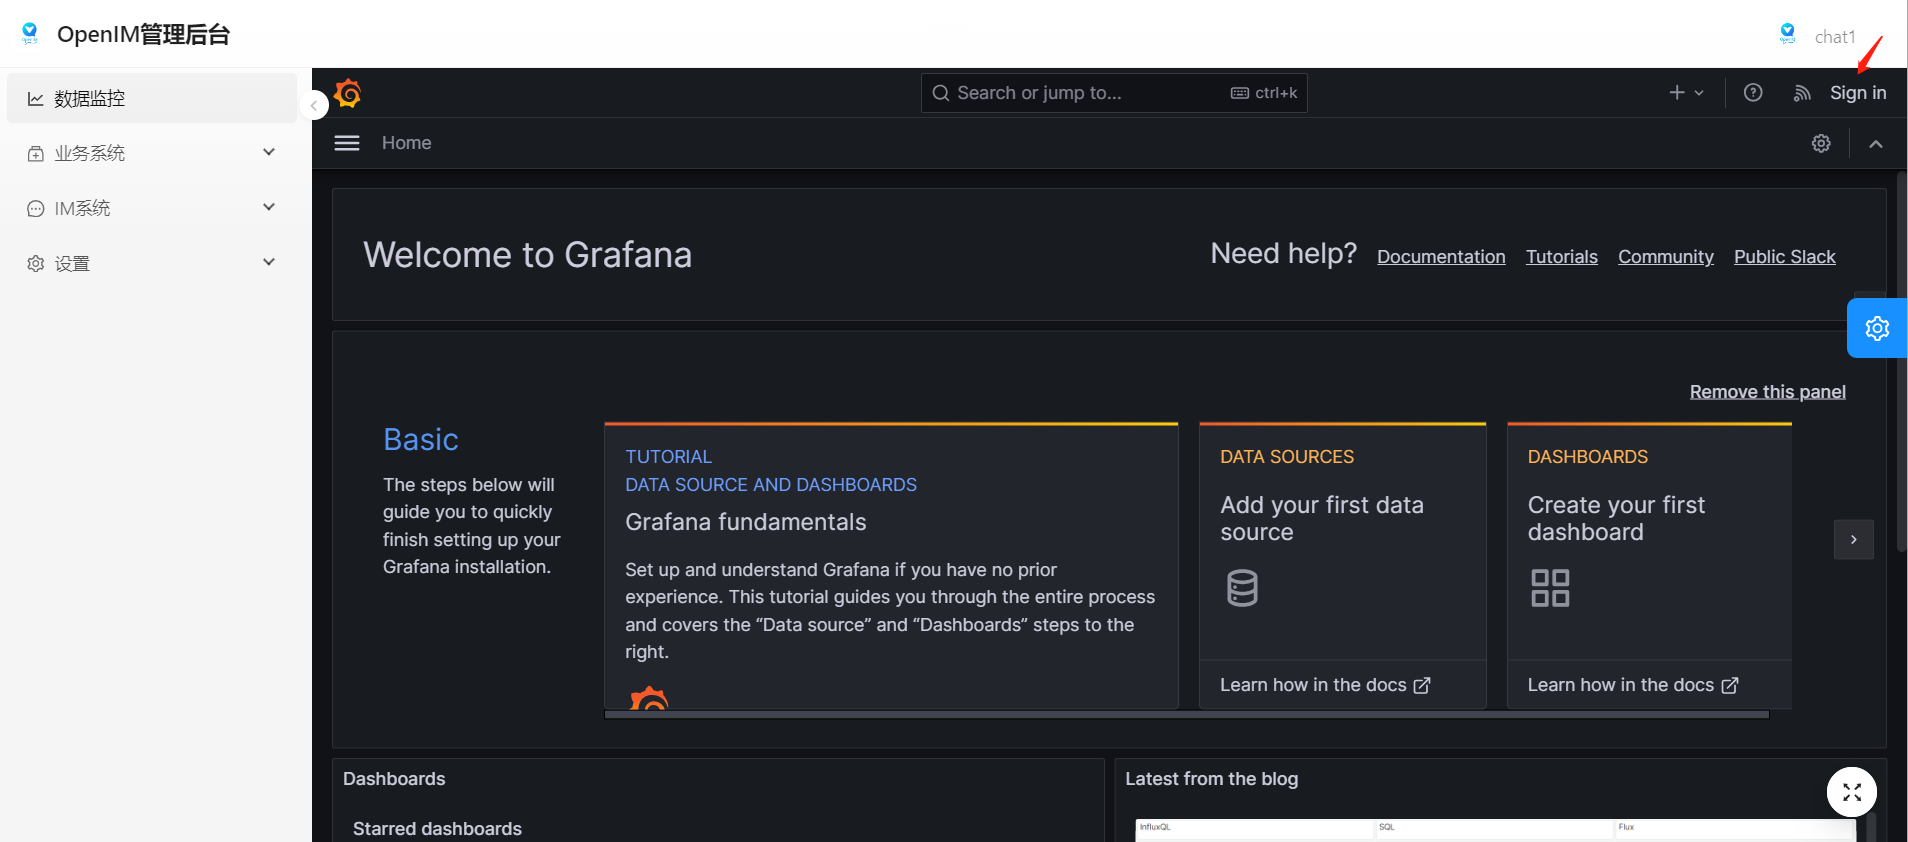 OpenIM管理后台
chat1
数据监控
业务系统
IM系统
设置
Search or jump to...
ctrl+k
Sign in
Home
Welcome to Grafana
Need help?
Documentation
Tutorials
Community
Public Slack
Remove this panel
Basic
The steps below will
guide you to quickly
finish setting up your
Grafana installation.
TUTORIAL
DATA SOURCE AND DASHBOARDS
Grafana fundamentals
Set up and understand Grafana if you have no prior
experience. This tutorial guides you through the entire process
and covers the “Data source” and “Dashboards” steps to the
right.
DATA SOURCES
Add your first data
source
Learn how in the docs
DASHBOARDS
Create your first
dashboard
Learn how in the docs
Dashboards
Starred dashboards
Latest from the blog
InfluxQL
SQL
Flux